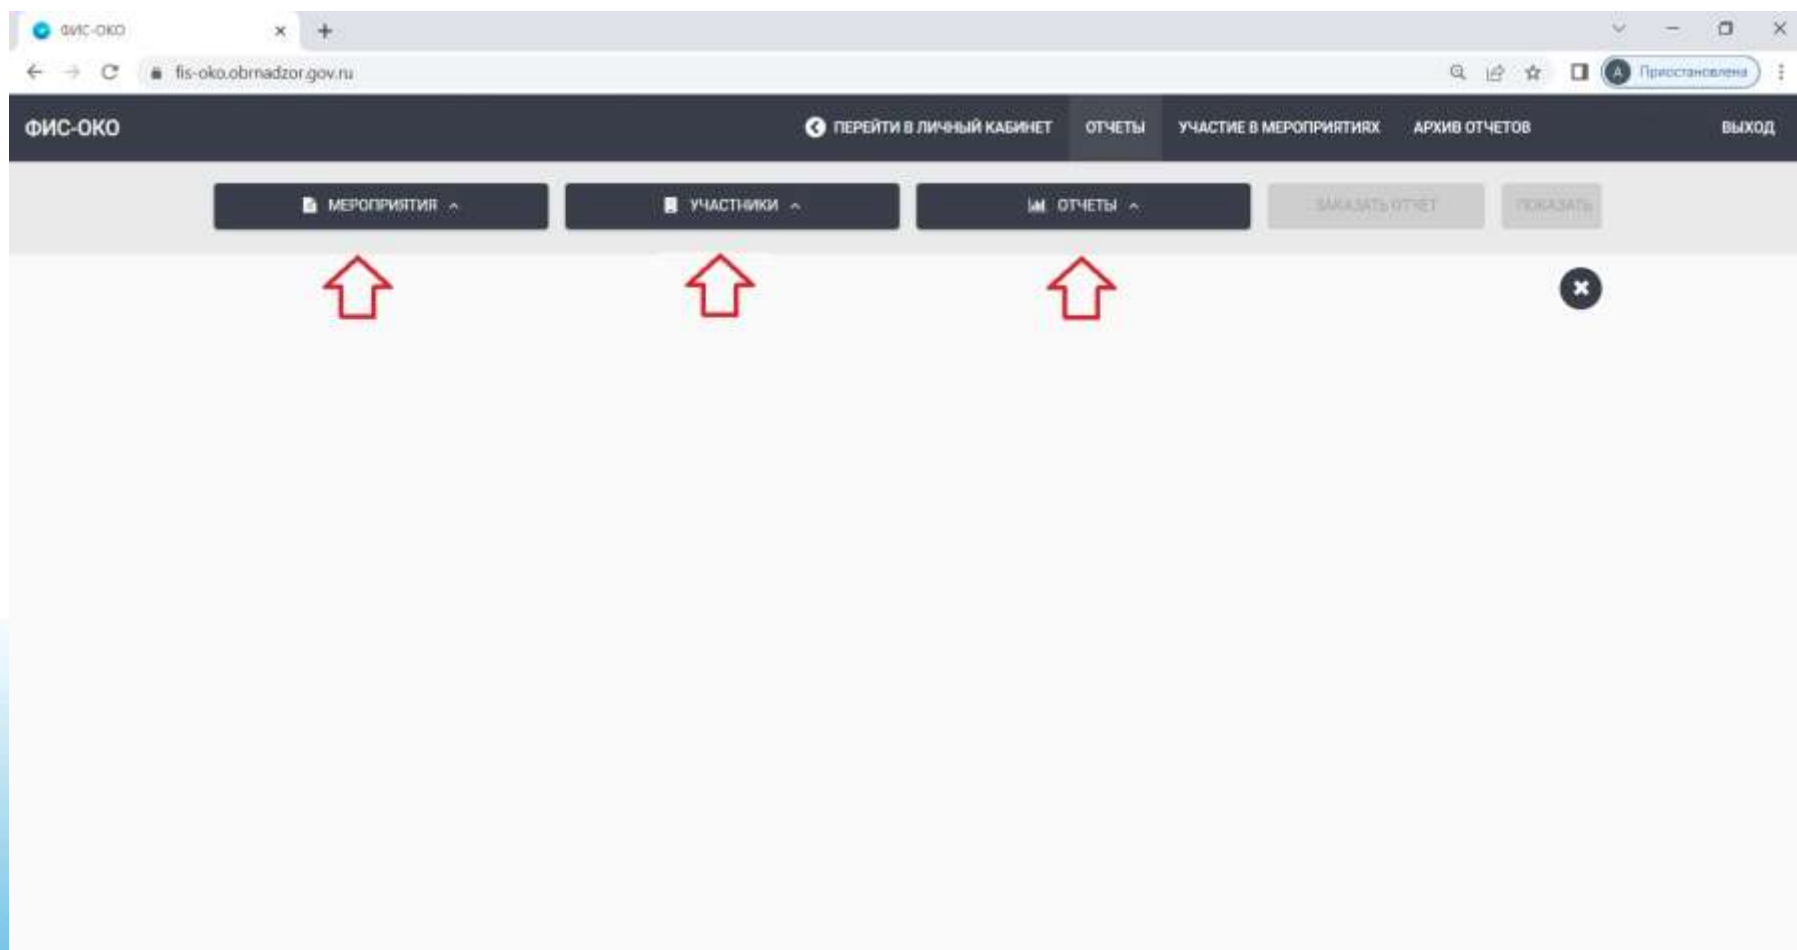 ФИС-ОКО
fis-oko.obrnadzor.gov.ru
А Приостановлена
ФИС-ОКО
ПЕРЕЙТИ В ЛИЧНЫЙ КАБИНЕТ
ОТЧЕТЫ
УЧАСТИЕ В МЕРОПРИЯТИЯХ
АРХИВ ОТЧЕТОВ
ВЫХОД
МЕРОПРИЯТИЯ
УЧАСТНИКИ
ОТЧЕТЫ
ЗАКАЗАТЬ ОТЧЕТ
ПОКАЗАТЬ